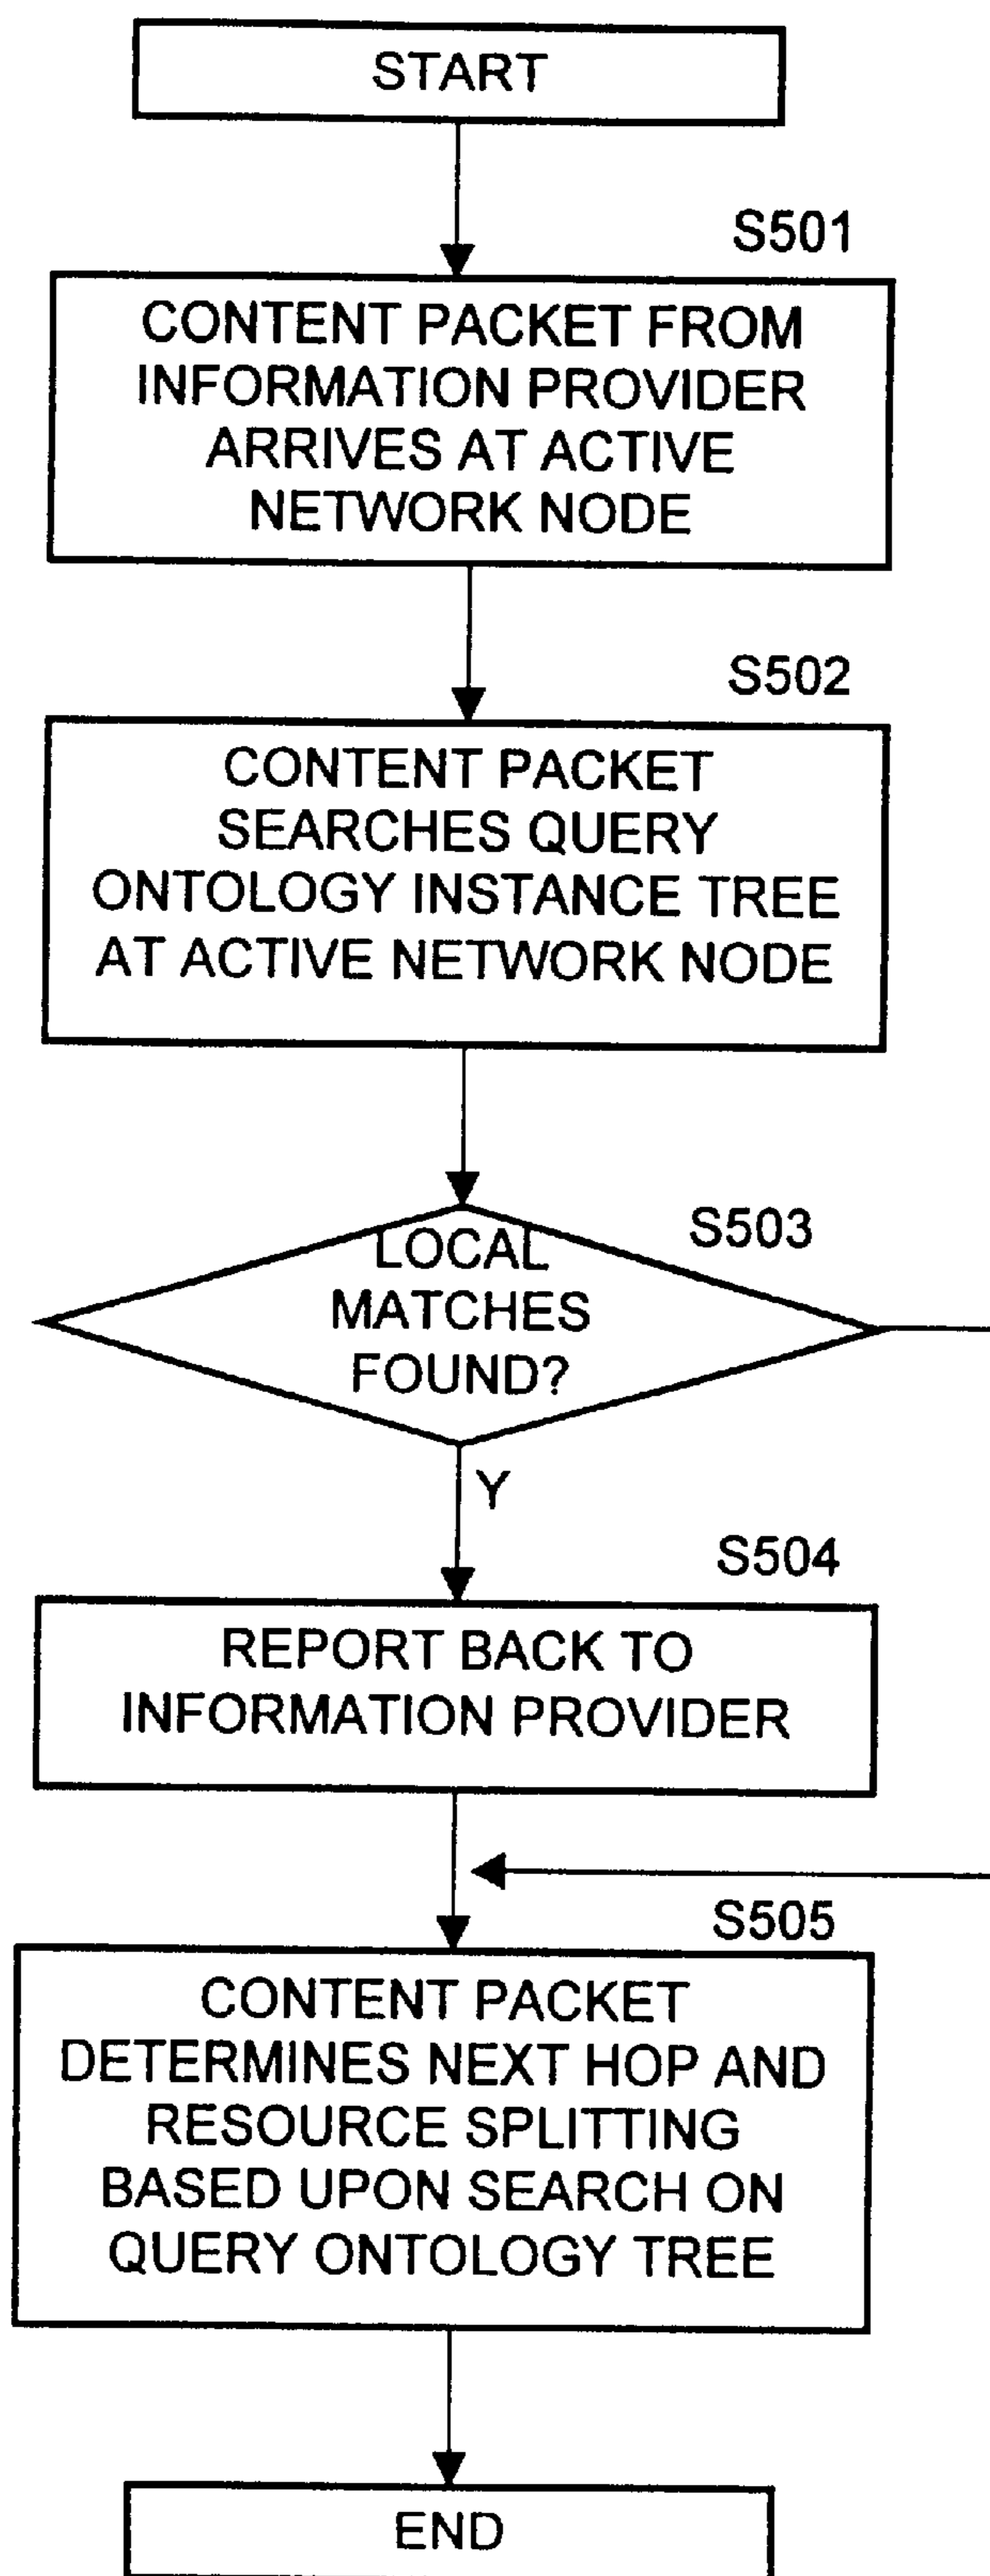 START
S501
CONTENT PACKET FROM
INFORMATION PROVIDER
ARRIVES AT ACTIVE
NETWORK NODE
S502
CONTENT PACKET
SEARCHES QUERY
ONTOLOGY INSTANCE TREE
AT ACTIVE NETWORK NODE
S503
LOCAL
MATCHES
FOUND?
Y
S504
REPORT BACK TO
INFORMATION PROVIDER
S505
CONTENT PACKET
DETERMINES NEXT HOP AND
RESOURCE SPLITTING
BASED UPON SEARCH ON
QUERY ONTOLOGY TREE
END